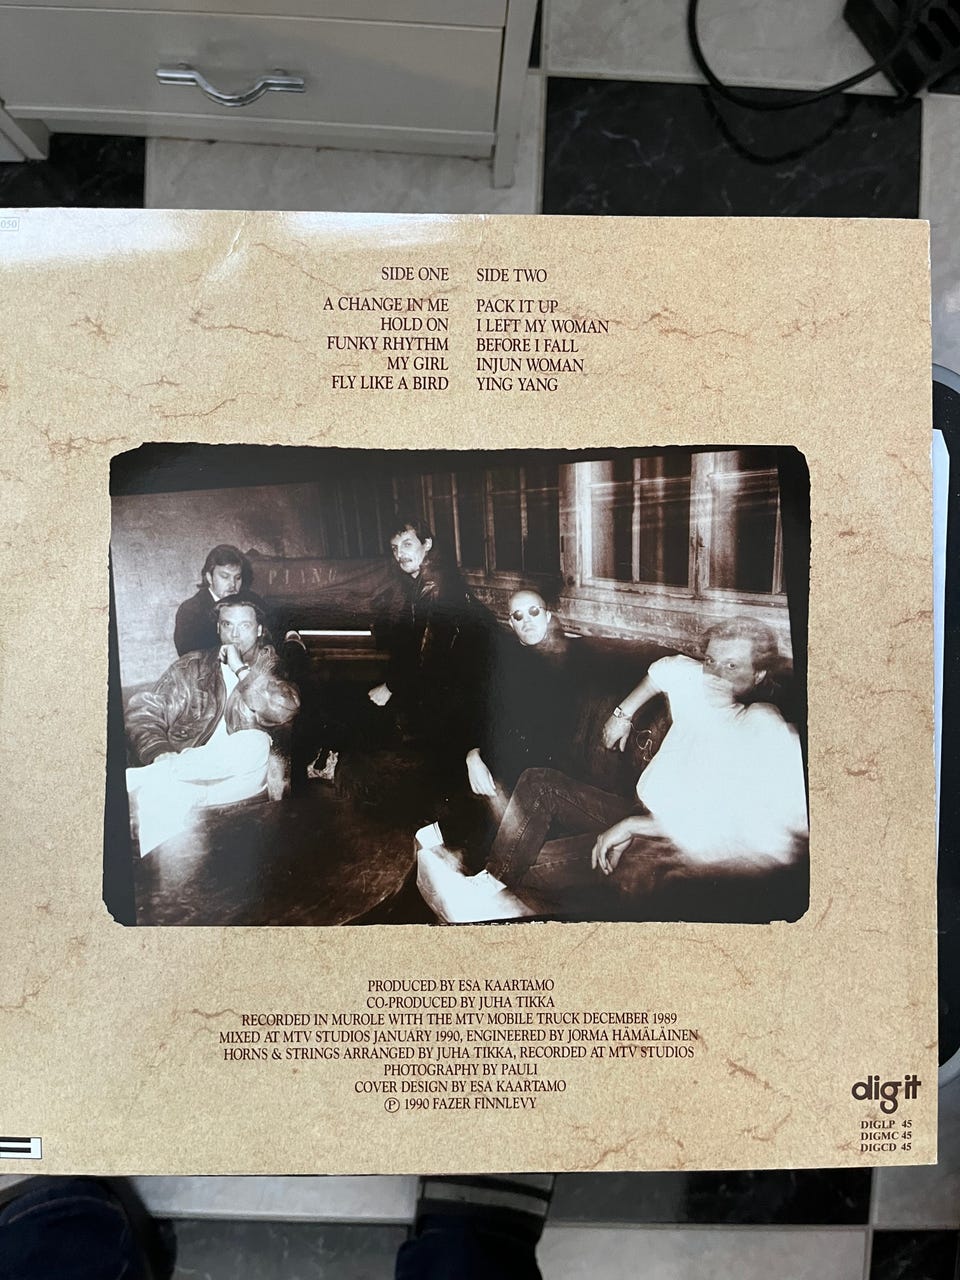 050
SIDE ONE
A CHANGE IN ME
HOLD ON
FUNKY RHYTHM
MY GIRL
FLY LIKE A BIRD
SIDE TWO
PACK IT UP
I LEFT MY WOMAN
BEFORE I FALL
INJUN WOMAN
YING YANG
PIANO
PRODUCED BY ESA KAARTAMO
CO-PRODUCED BY JUHA TIKKA
RECORDED IN MUROLE WITH THE MTV MOBILE TRUCK DECEMBER 1989
MIXED AT MTV STUDIOS JANUARY 1990, ENGINEERED BY JORMA HÄMÄLÄINEN
HORNS & STRINGS ARRANGED BY JUHA TIKKA, RECORDED AT MTV STUDIOS
PHOTOGRAPHY BY PAULI
COVER DESIGN BY ESA KAARTAMO
Ⓟ 1990 FAZER FINNLEVY
digit
DIGLP 45
DIGMC 45
DIGCD 45